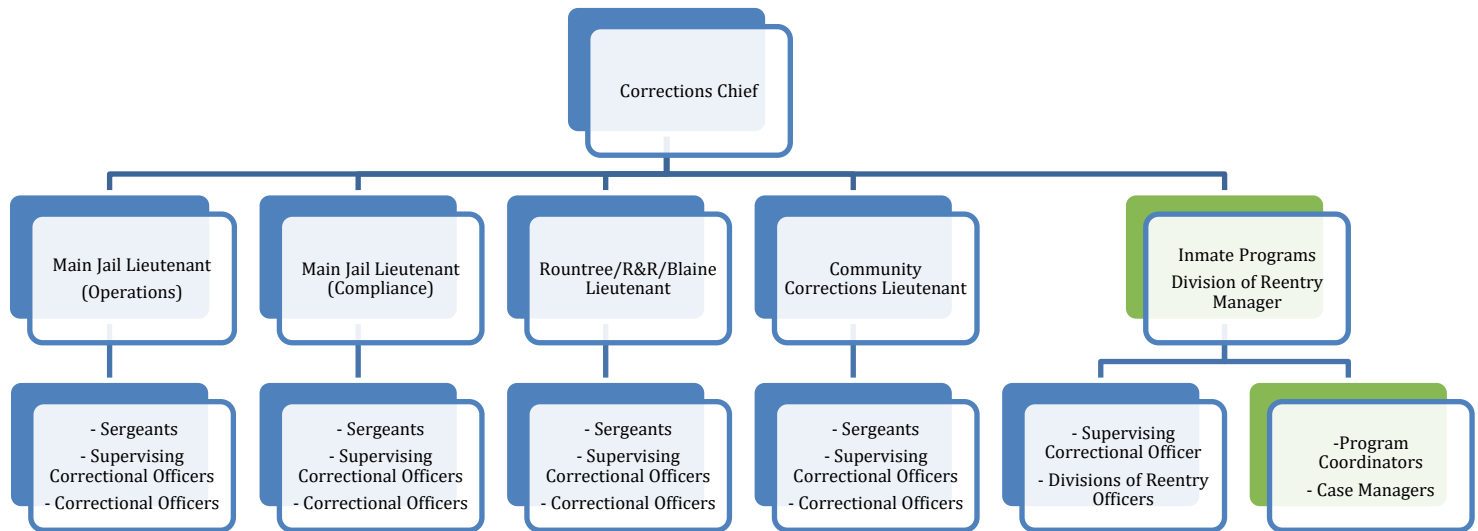 Corrections Chief
Main Jail Lieutenant
(Operations)
Main Jail Lieutenant
(Compliance)
Rountree/R&R/Blaine
Lieutenant
Community
Corrections Lieutenant
Inmate Programs
Division of Reentry
Manager
- Sergeants
- Supervising
Correctional Officers
- Correctional Officers
- Sergeants
- Supervising
Correctional Officers
- Correctional Officers
- Sergeants
- Supervising
Correctional Officers
- Correctional Officers
- Sergeants
- Supervising
Correctional Officers
- Correctional Officers
- Supervising
Correctional Officer
- Divisions of Reentry
Officers
-Program
Coordinators
- Case Managers